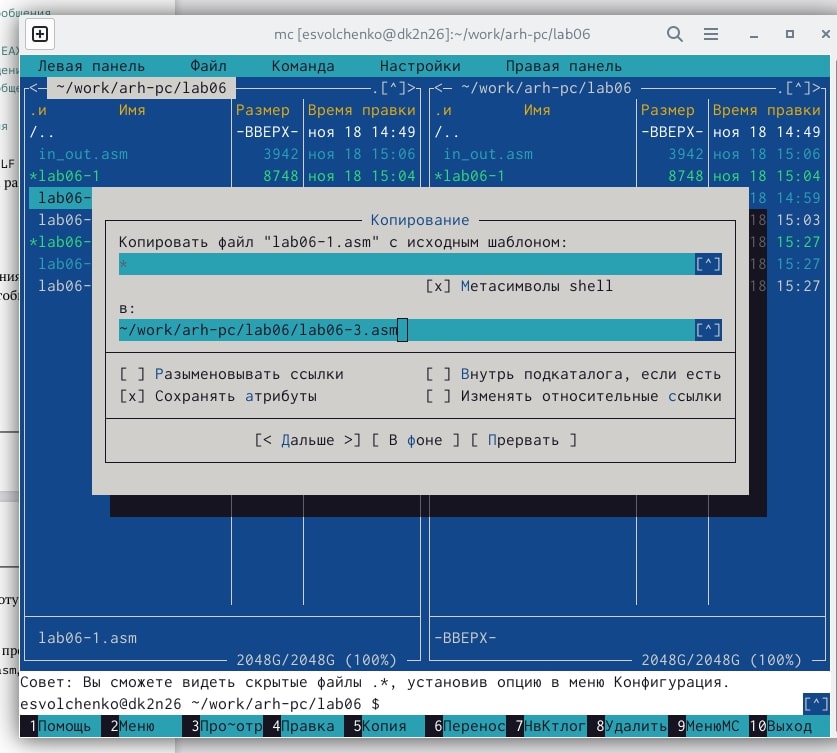 общения
mc [esvolchenko@dk2n26]:~/work/arh-pc/lab06
Левая панель Файл Команда Настройки Правая панель
<— ~/work/arh-pc/lab06 .[^]> <— ~/work/arh-pc/lab06 .[^]>
.и Имя Размер Время правки .и Имя Размер Время правки
/.. -ВВЕРХ- ноя 18 14:49 /.. -ВВЕРХ- ноя 18 14:49
in_out.asm 3942 ноя 18 15:06 in_out.asm 3942 ноя 18 15:06
*lab06-1 8748 ноя 18 15:04 *lab06-1 8748 ноя 18 15:04
lab06- 18 14:59
lab06- 18 15:03
*lab06- 18 15:27
lab06- 18 15:27
lab06- 18 15:27
Копирование
Копировать файл "lab06-1.asm" с исходным шаблоном:
* [^]
[x] Метасимволы shell
в:
~/work/arh-pc/lab06/lab06-3.asm [^]
[ ] Разыменовывать ссылки [ ] Внутрь подкаталога, если есть
[x] Сохранять атрибуты [ ] Изменять относительные ссылки
[< Дальше >] [ В фоне ] [ Прервать ]
lab06-1.asm -ВВЕРХ-
2048G/2048G (100%) 2048G/2048G (100%)
Совет: Вы сможете видеть скрытые файлы .*, установив опцию в меню Конфигурация.
esvolchenko@dk2n26 ~/work/arh-pc/lab06 $ [^]
1Помощь 2Меню 3Про~отр 4Правка 5Копия 6Перенос 7НвКтлог 8Удалить 9МенюМС 10Выход